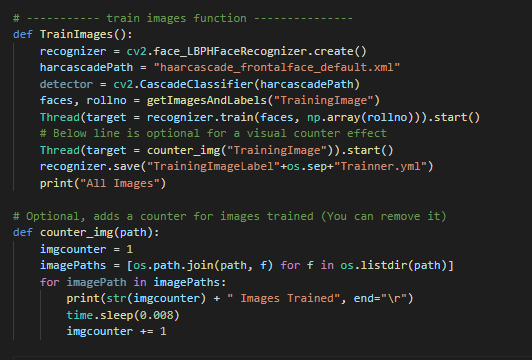 # ----------- train images function ---------------
def TrainImages():
    recognizer = cv2.face_LBPHFaceRecognizer.create()
    harcascadePath = "haarcascade_frontalface_default.xml"
    detector = cv2.CascadeClassifier(harcascadePath)
    faces, rollno = getImagesAndLabels("TrainingImage")
    Thread(target = recognizer.train(faces, np.array(rollno))).start()
    # Below line is optional for a visual counter effect
    Thread(target = counter_img("TrainingImage")).start()
    recognizer.save("TrainingImageLabel"+os.sep+"Trainner.yml")
    print("All Images")

# Optional, adds a counter for images trained (You can remove it)
def counter_img(path):
    imgcounter = 1
    imagePaths = [os.path.join(path, f) for f in os.listdir(path)]
    for imagePath in imagePaths:
        print(str(imgcounter) + " Images Trained", end="\r")
        time.sleep(0.008)
        imgcounter += 1